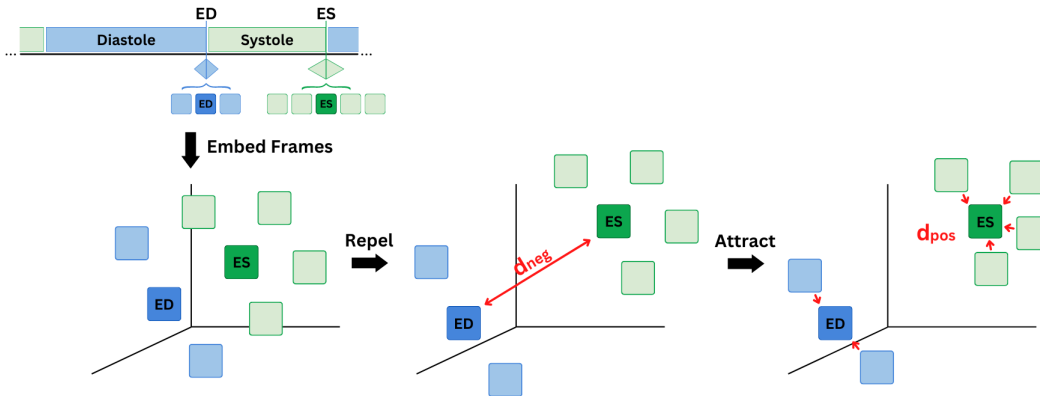 ED ES
Diastole Systole
... ...
ED ES
Embed Frames
ES
ED
Repel
dneg
ES
ED
Attract
dpos
ES
ED